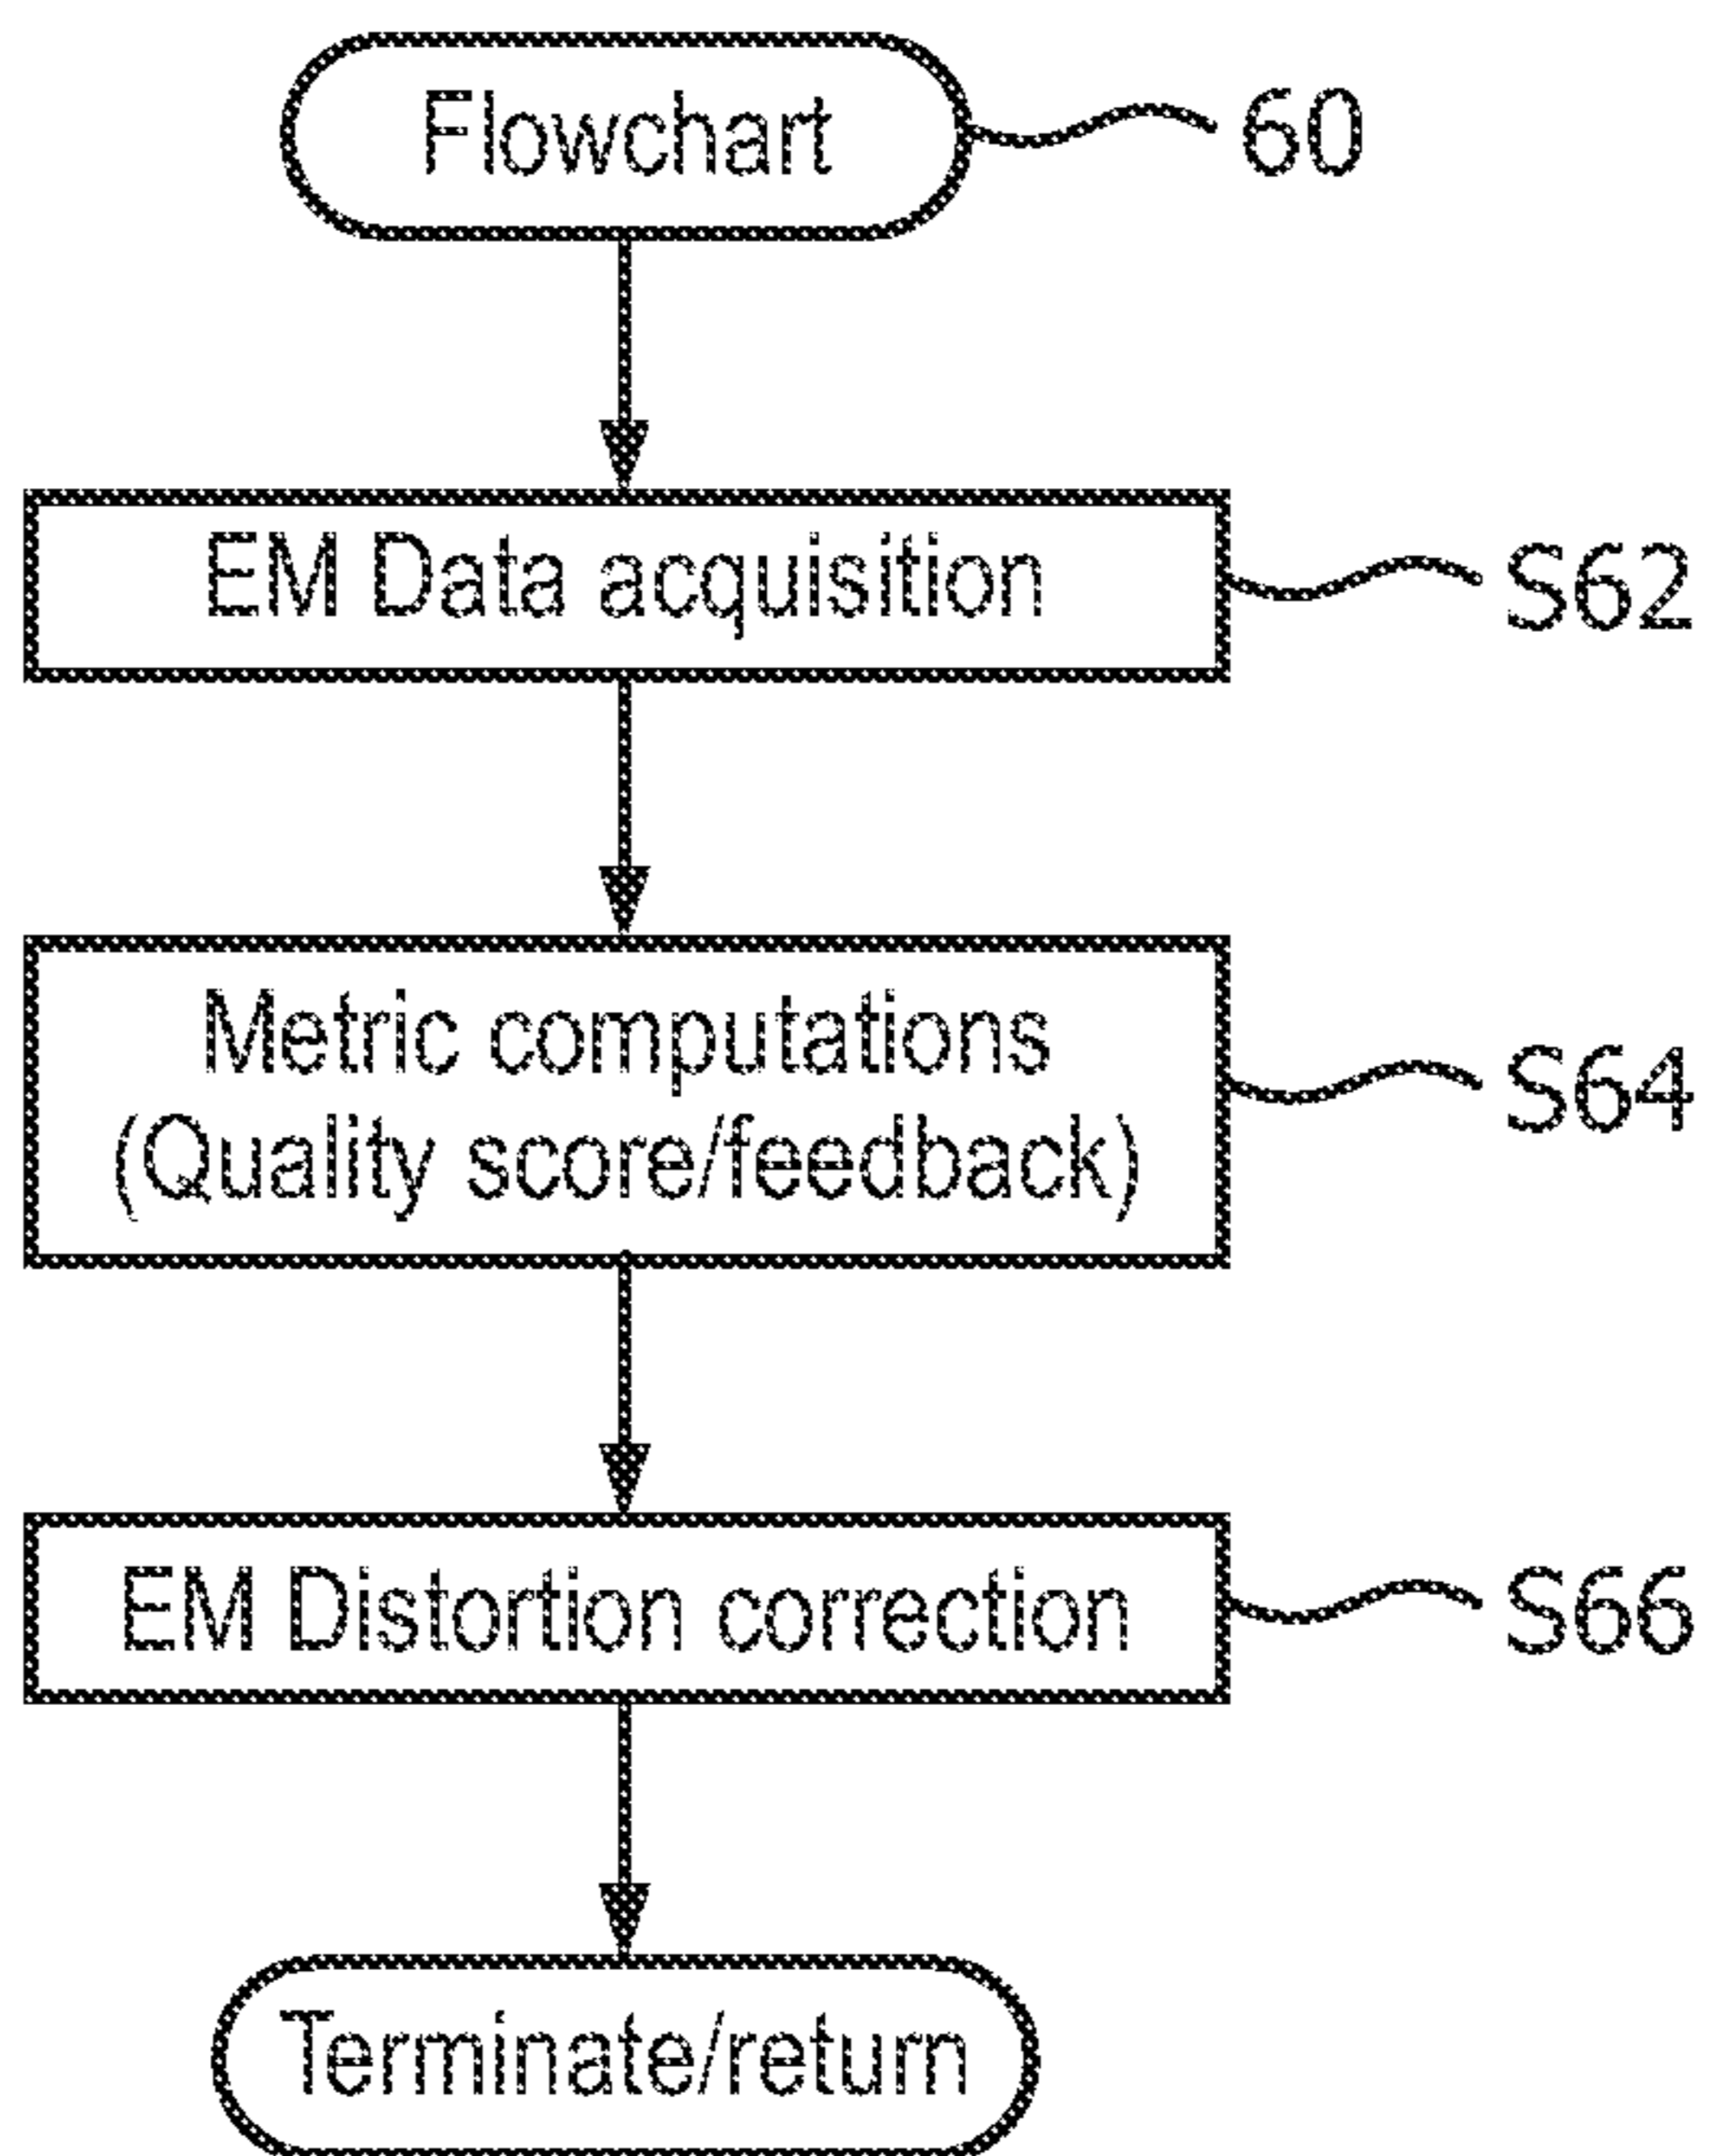 Flowchart
60
EM Data acquisition
S62
Metric computations
(Quality score/feedback)
S64
EM Distortion correction
S66
Terminate/return